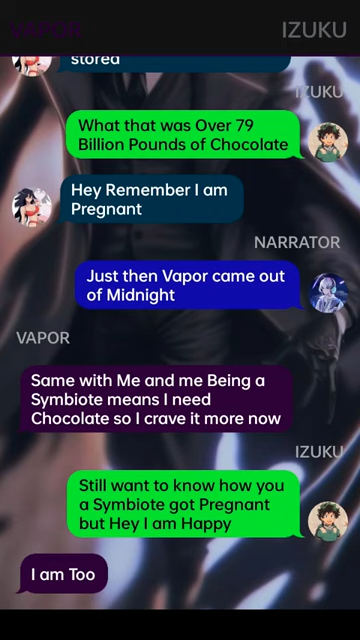 VAPOR
IZUKU
stored
IZUKU
What that was Over 79
Billion Pounds of Chocolate
Hey Remember I am
Pregnant
NARRATOR
Just then Vapor came out
of Midnight
VAPOR
Same with Me and me Being a
Symbiote means I need
Chocolate so I crave it more now
IZUKU
Still want to know how you
a Symbiote got Pregnant
but Hey I am Happy
I am Too